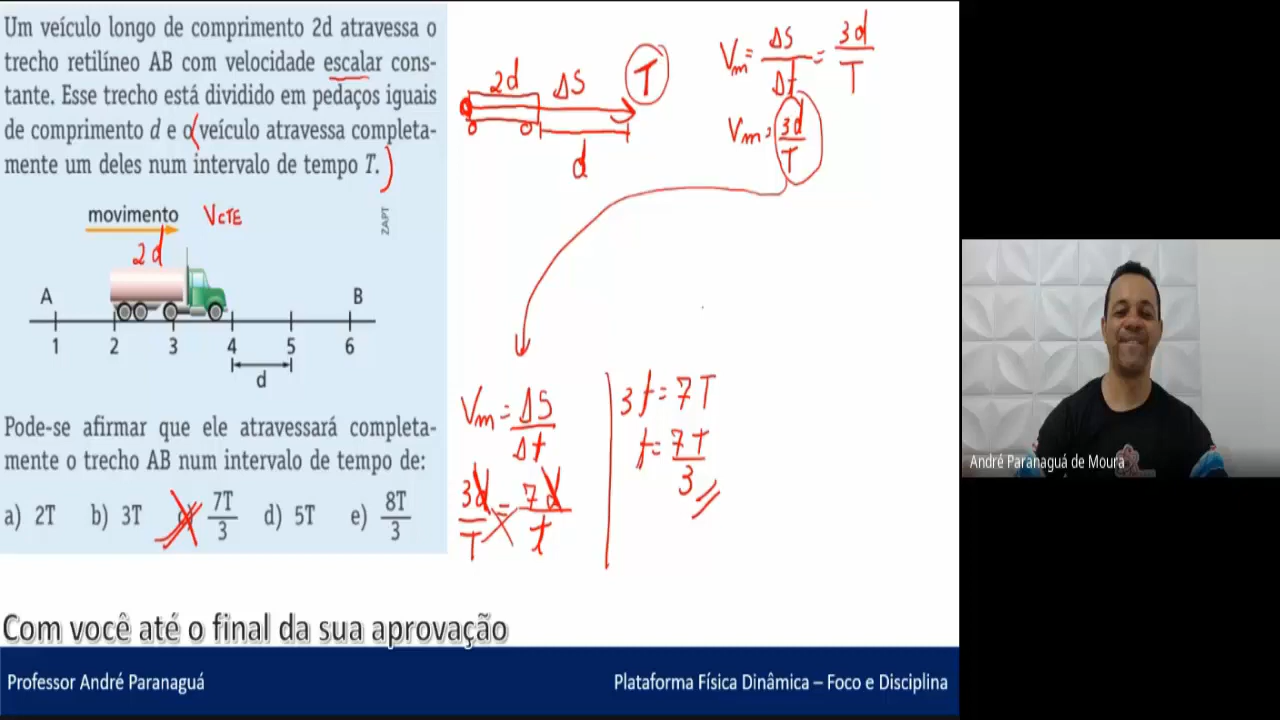 Um veículo longo de comprimento 2d atravessa o
trecho retilíneo AB com velocidade escalar cons-
tante. Esse trecho está dividido em pedaços iguais
de comprimento d e o veículo atravessa completa-
mente um deles num intervalo de tempo T.
movimento VCTE
ZAPT
2d
A B
1 2 3 4 5 6
d
Pode-se afirmar que ele atravessará completa-
mente o trecho AB num intervalo de tempo de:
a) 2T b) 3T 7T/3 d) 5T e) 8T/3
2d ΔS T
d
Vm = ΔS/Δt = 3d/T
Vm = 3d/T
Vm = ΔS/Δt
3d/T = 7d/t
3t = 7T
t = 7T/3
André Paranaguá de Moura
Com você até o final da sua aprovação
Professor André Paranaguá
Plataforma Física Dinâmica – Foco e Disciplina